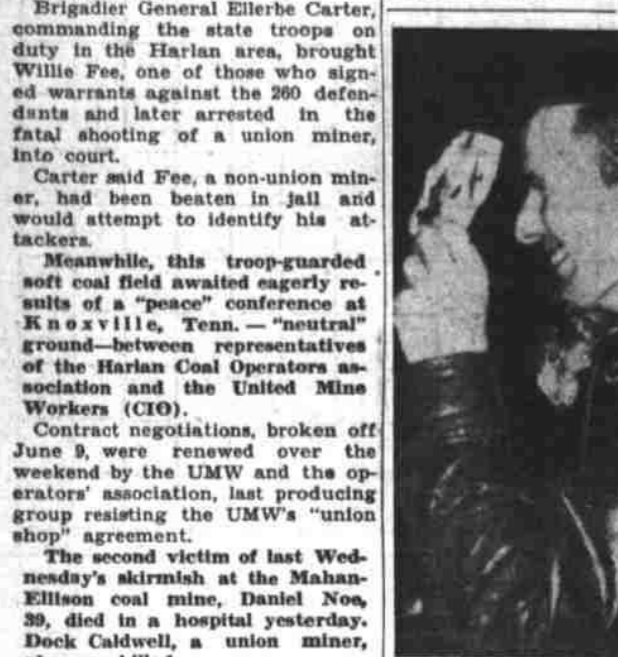 Brigadier General Ellerbe Carter,
commanding the state troops on
duty in the Harlan area, brought
Willie Fee, one of those who sign-
ed warrants against the 260 defen-
dants and later arrested in the
fatal shooting of a union miner,
into court.
Carter said Fee, a non-union min-
er, had been beaten in jail and
would attempt to identify his at-
tackers.
Meanwhile, this troop-guarded
soft coal field awaited eagerly re-
sults of a "peace" conference at
Knoxville, Tenn. — "neutral"
ground—between representatives
of the Harlan Coal Operators as-
sociation and the United Mine
Workers (CIO).
Contract negotiations, broken off
June 9, were renewed over the
weekend by the UMW and the op-
erators' association, last producing
group resisting the UMW's "union
shop" agreement.
The second victim of last Wed-
nesday's skirmish at the Mahan-
Ellison coal mine, Daniel Noe,
39, died in a hospital yesterday.
Dock Caldwell, a union miner,